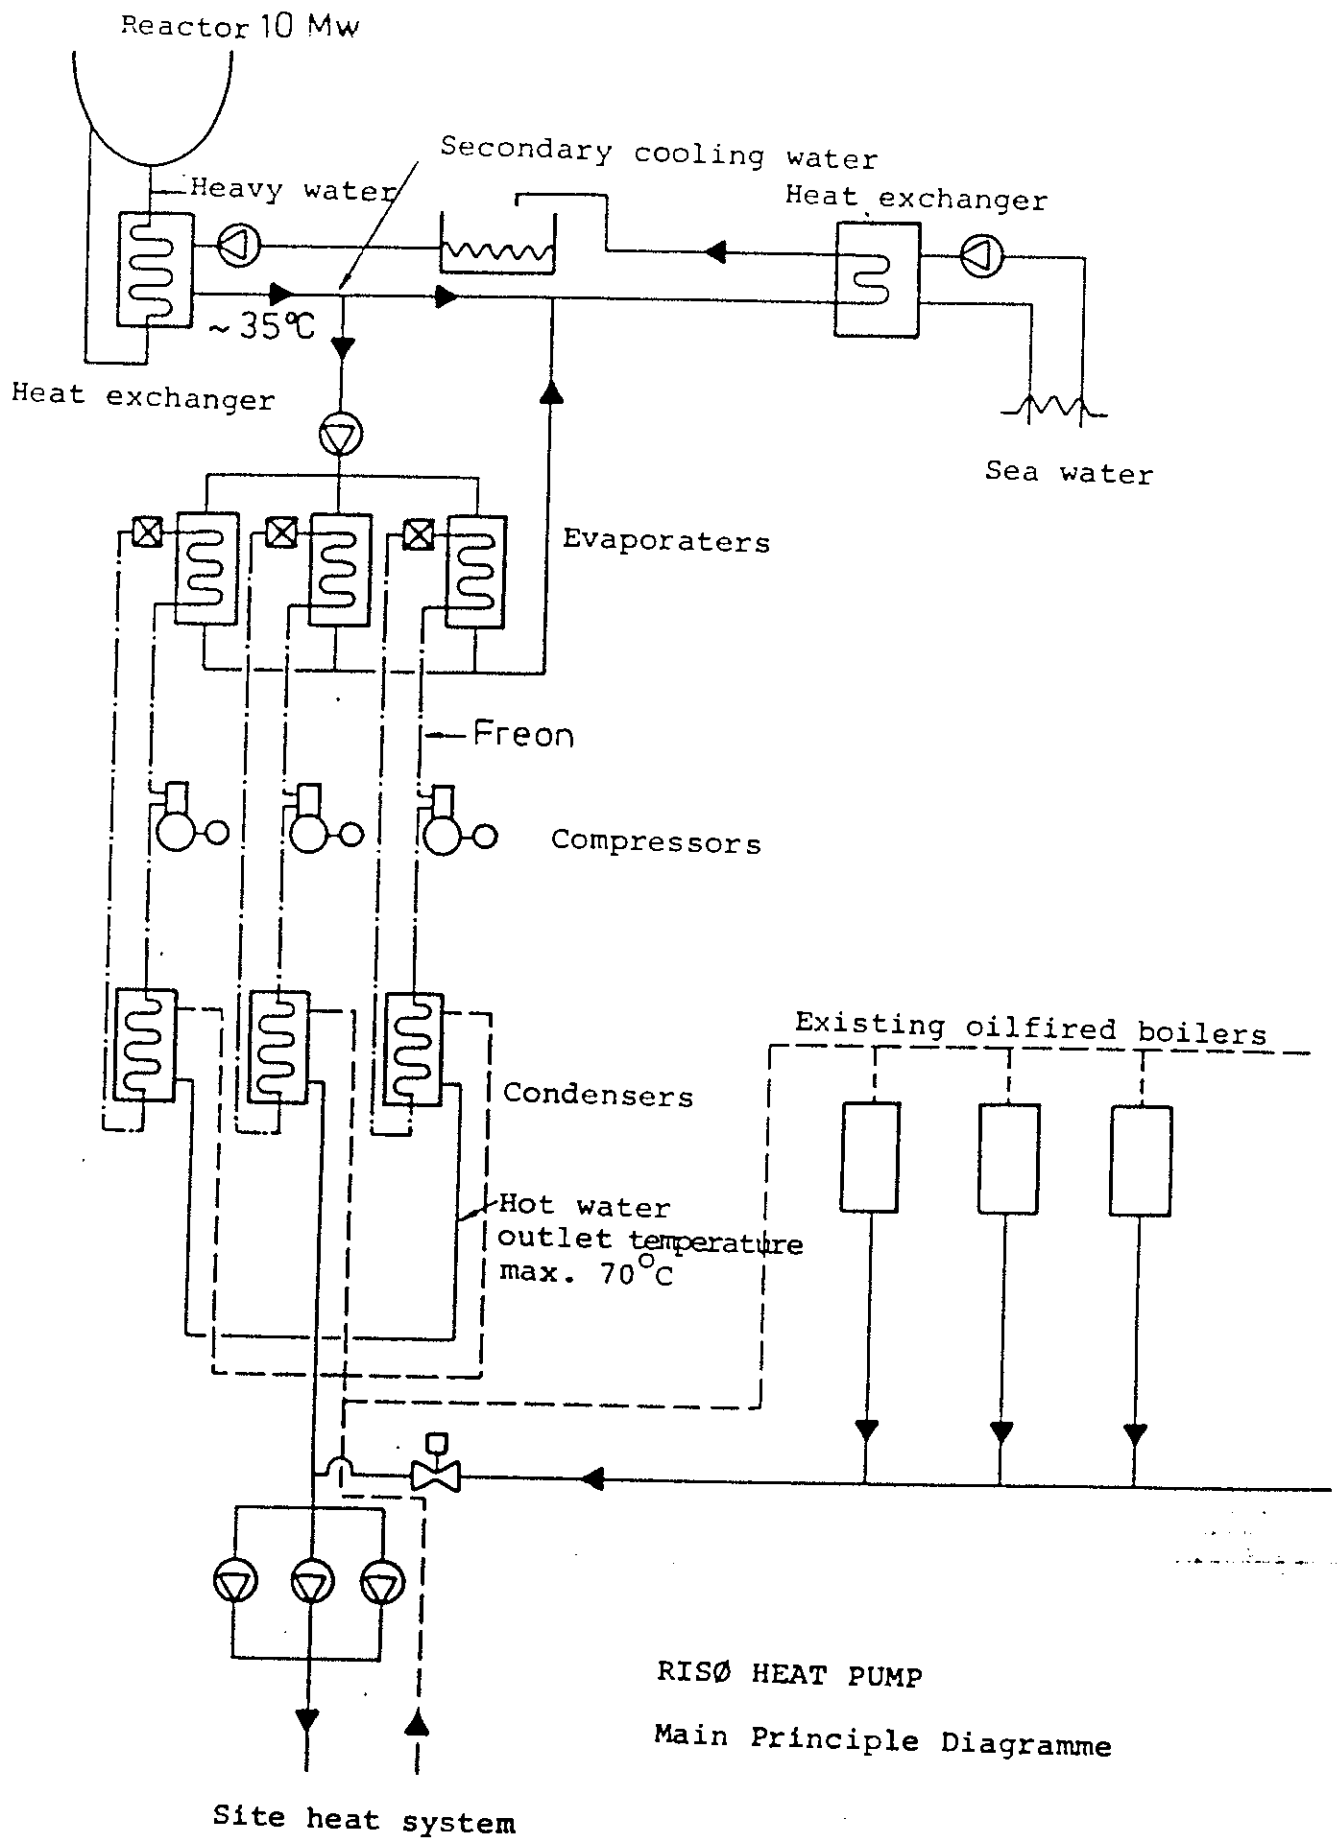 Reactor 10 Mw
Secondary cooling water
Heavy water
Heat exchanger
~35°C
Heat exchanger
Sea water
Evaporaters
Freon
Compressors
Existing oilfired boilers
Condensers
Hot water
outlet temperature
max. 70°C
RISØ HEAT PUMP
Main Principle Diagramme
Site heat system